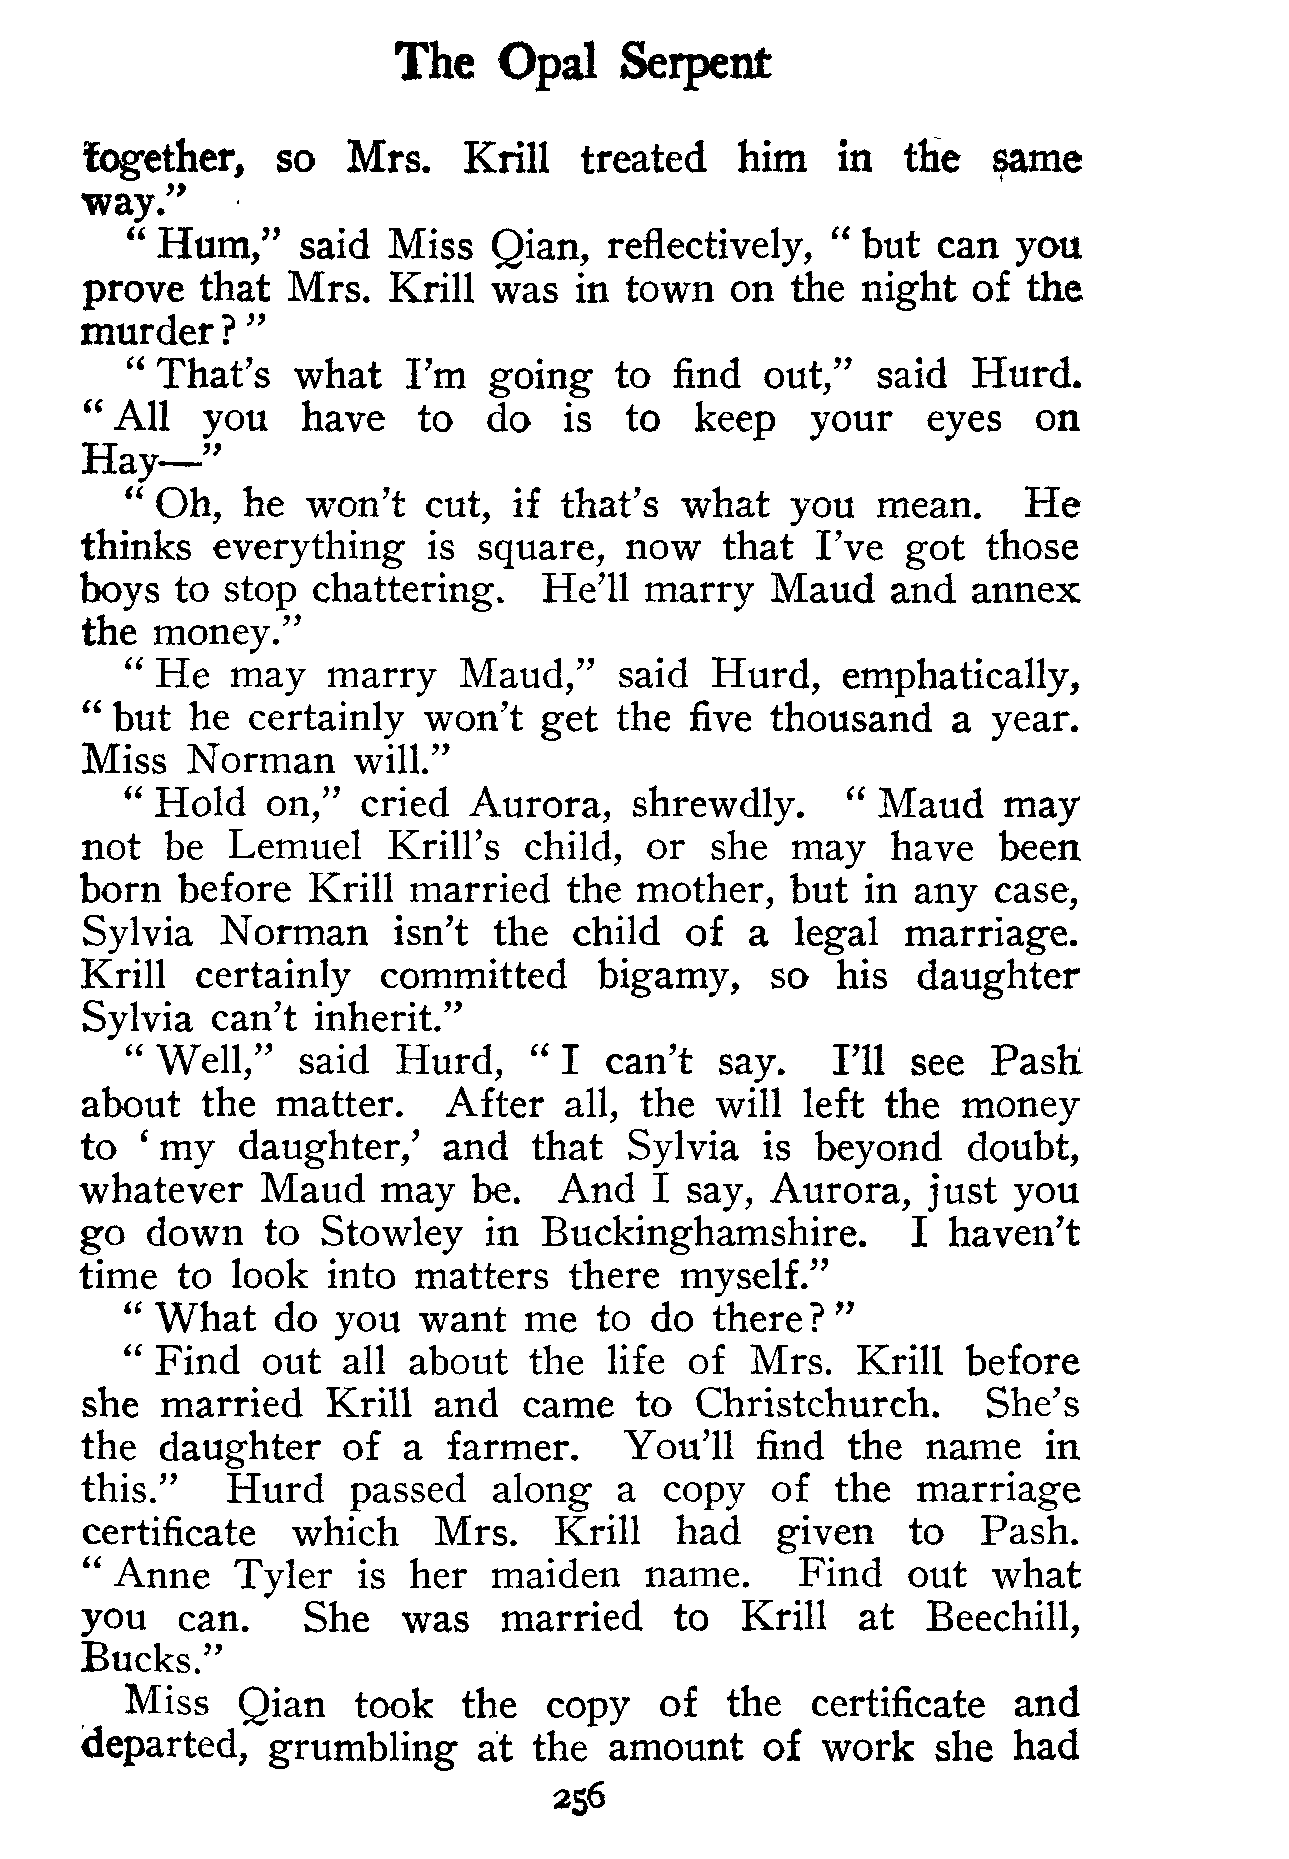 The Opal Serpent
together, so Mrs. Krill treated him in the same
way.”
“ Hum,” said Miss Qian, reflectively, “ but can you
prove that Mrs. Krill was in town on the night of the
murder ? ”
“ That’s what I’m going to find out,” said Hurd.
“ All you have to do is to keep your eyes on
Hay—”
“ Oh, he won’t cut, if that’s what you mean. He
thinks everything is square, now that I’ve got those
boys to stop chattering. He’ll marry Maud and annex
the money.”
“ He may marry Maud,” said Hurd, emphatically,
“ but he certainly won’t get the five thousand a year.
Miss Norman will.”
“ Hold on,” cried Aurora, shrewdly. “ Maud may
not be Lemuel Krill’s child, or she may have been
born before Krill married the mother, but in any case,
Sylvia Norman isn’t the child of a legal marriage.
Krill certainly committed bigamy, so his daughter
Sylvia can’t inherit.”
“ Well,” said Hurd, “ I can’t say. I’ll see Pash
about the matter. After all, the will left the money
to ‘ my daughter,’ and that Sylvia is beyond doubt,
whatever Maud may be. And I say, Aurora, just you
go down to Stowley in Buckinghamshire. I haven’t
time to look into matters there myself.”
“ What do you want me to do there ? ”
“ Find out all about the life of Mrs. Krill before
she married Krill and came to Christchurch. She’s
the daughter of a farmer. You’ll find the name in
this.” Hurd passed along a copy of the marriage
certificate which Mrs. Krill had given to Pash.
“ Anne Tyler is her maiden name. Find out what
you can. She was married to Krill at Beechill,
Bucks.”
Miss Qian took the copy of the certificate and
departed, grumbling at the amount of work she had
256